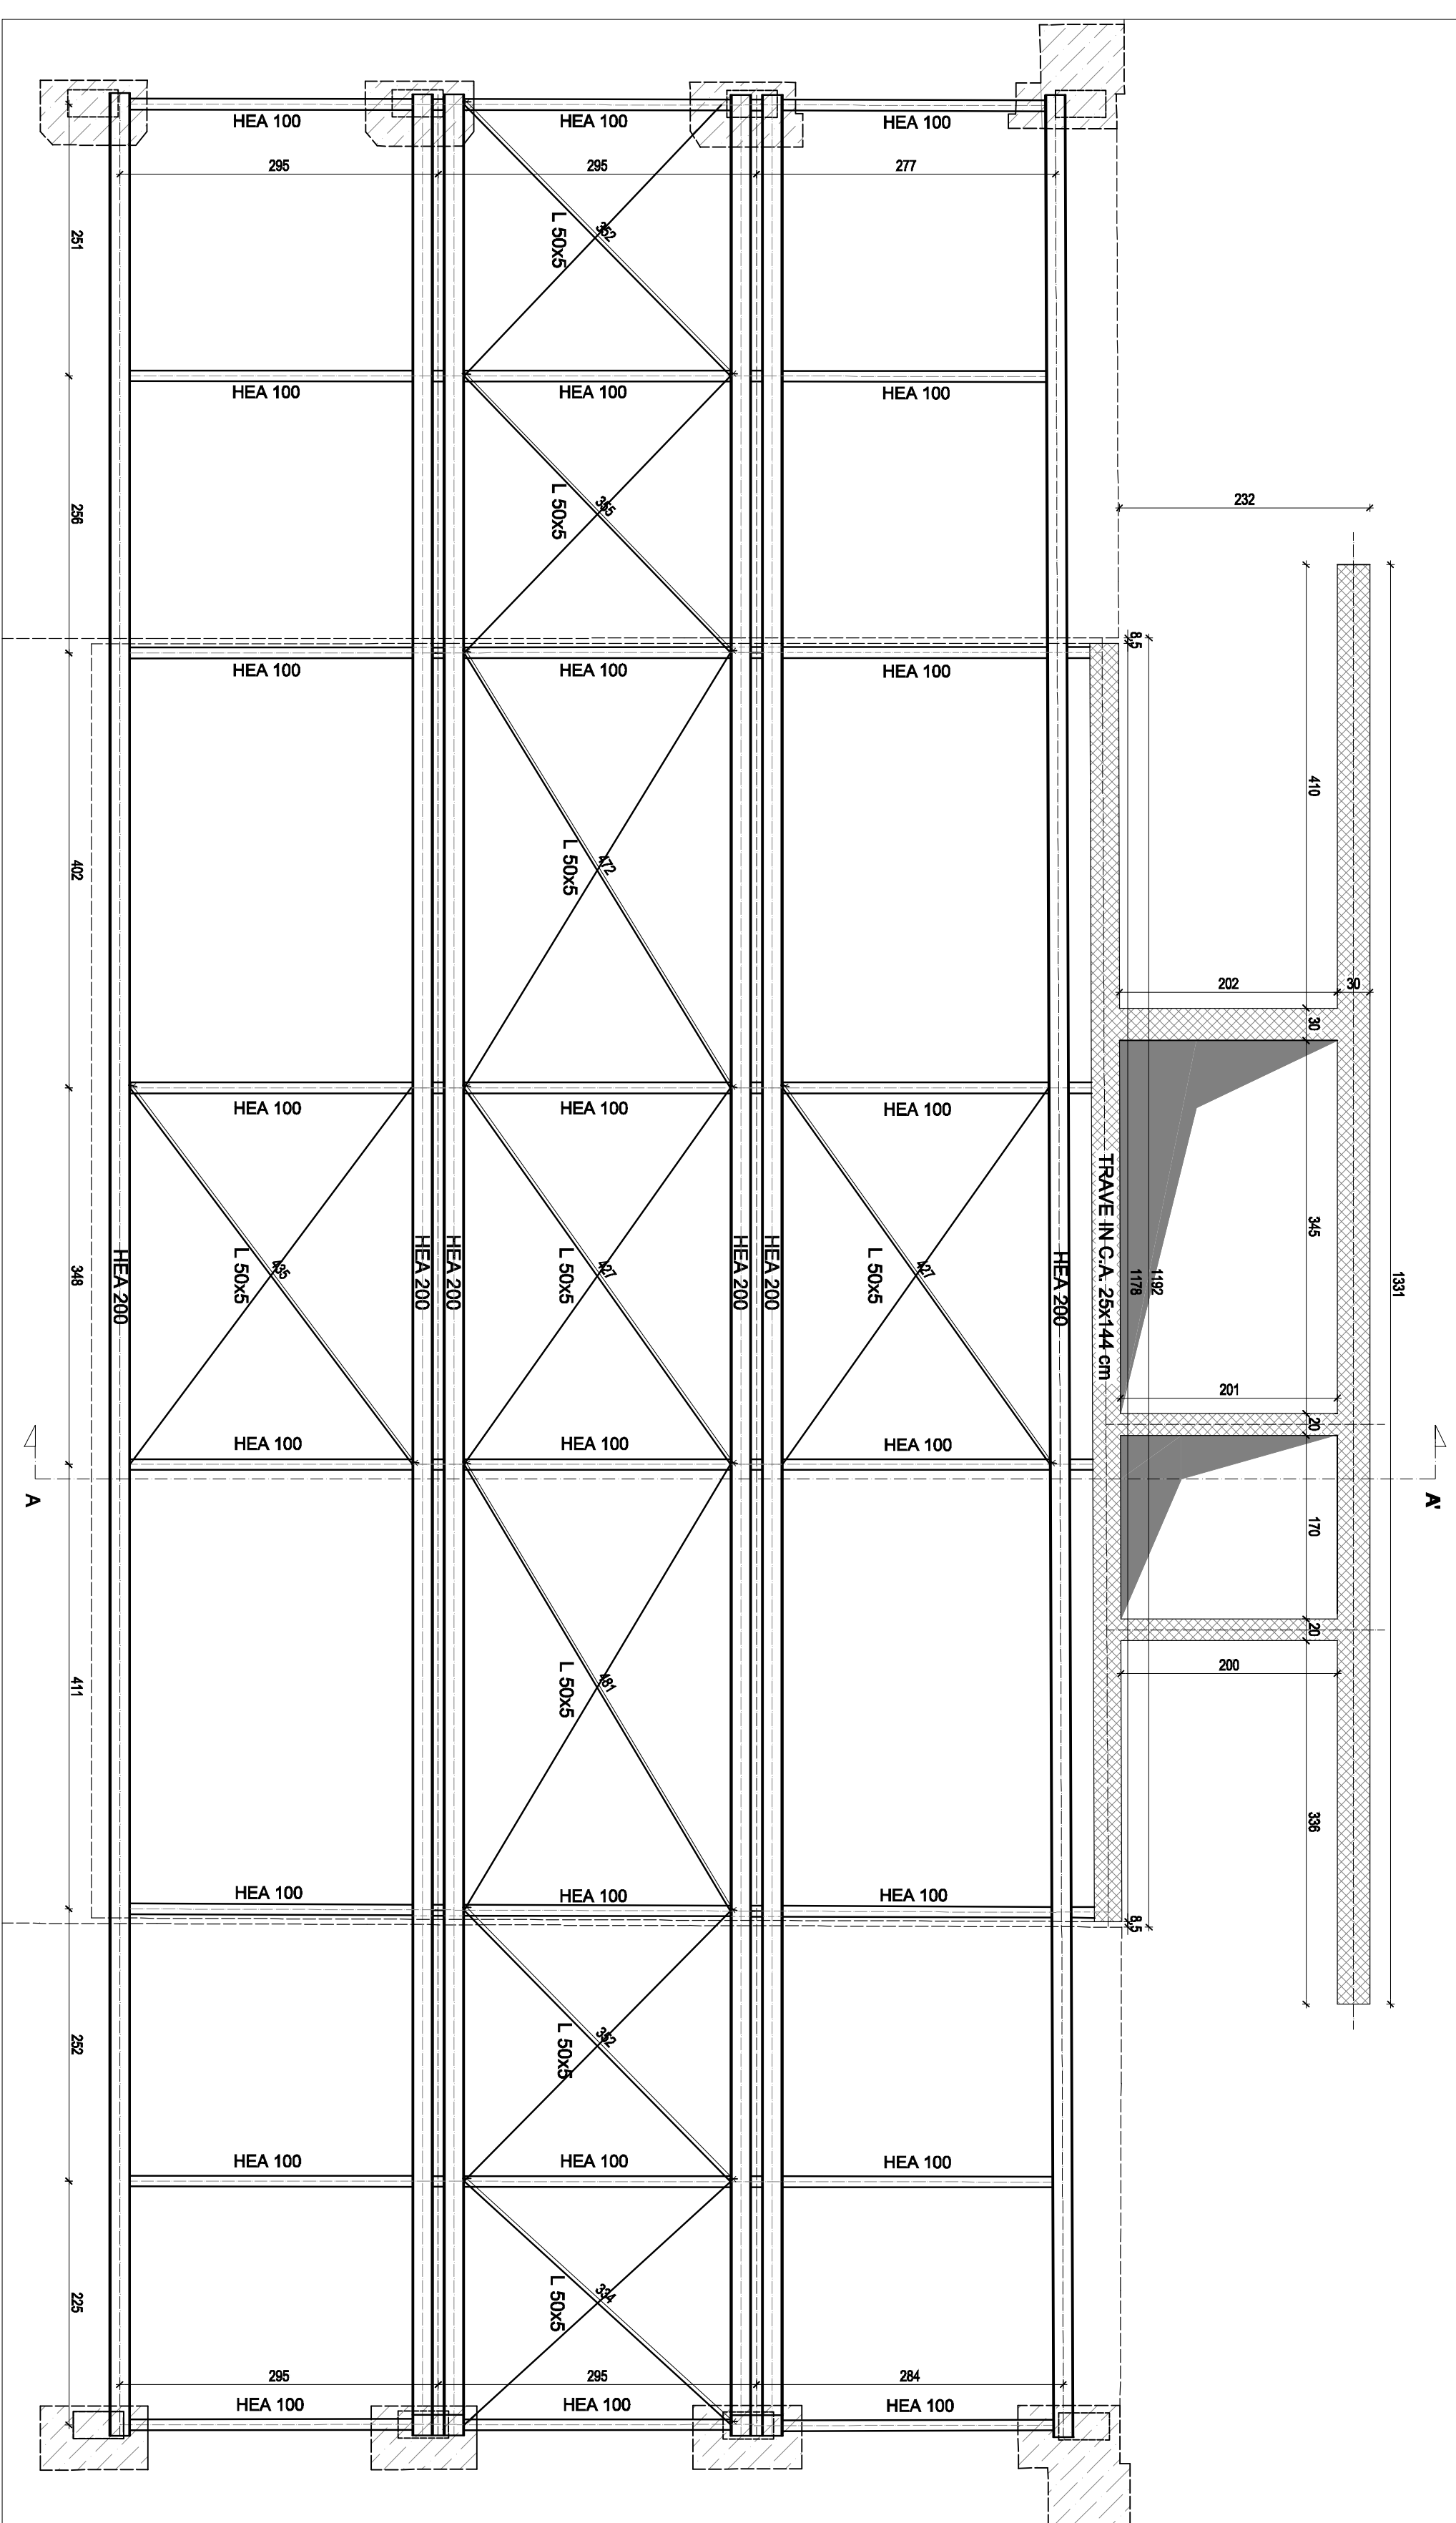 HEA 100
HEA 100
HEA 100
295
295
277
251
352
L 50x5
HEA 100
HEA 100
HEA 100
256
355
L 50x5
232
8,5
HEA 100
HEA 100
HEA 100
410
402
472
L 50x5
202
30
30
HEA 100
HEA 100
HEA 100
TRAVE IN C.A. 25x144 cm
345
1331
1192
1178
348
HEA 200
L 50x5
435
HEA 200
HEA 200
L 50x5
427
HEA 200
HEA 200
L 50x5
427
HEA 200
201
20
HEA 100
HEA 100
HEA 100
A
A'
170
20
200
411
L 50x5
481
336
HEA 100
HEA 100
HEA 100
8,5
252
L 50x5
352
HEA 100
HEA 100
HEA 100
225
L 50x5
334
295
295
284
HEA 100
HEA 100
HEA 100